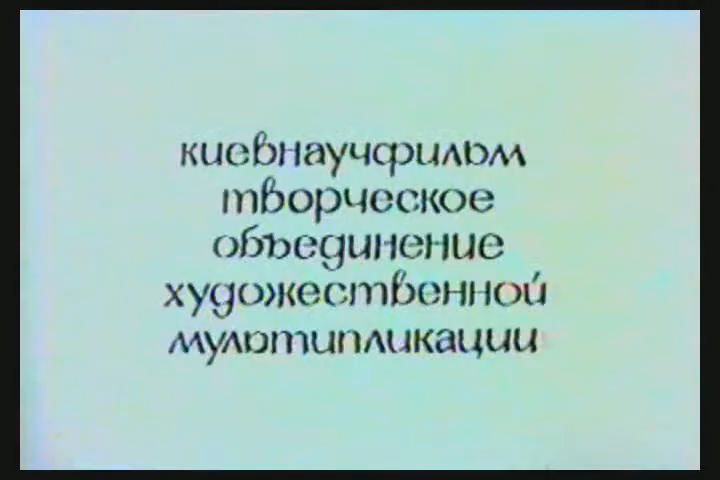 киевнаучфильм
творческое
объединение
художественной
мультипликации